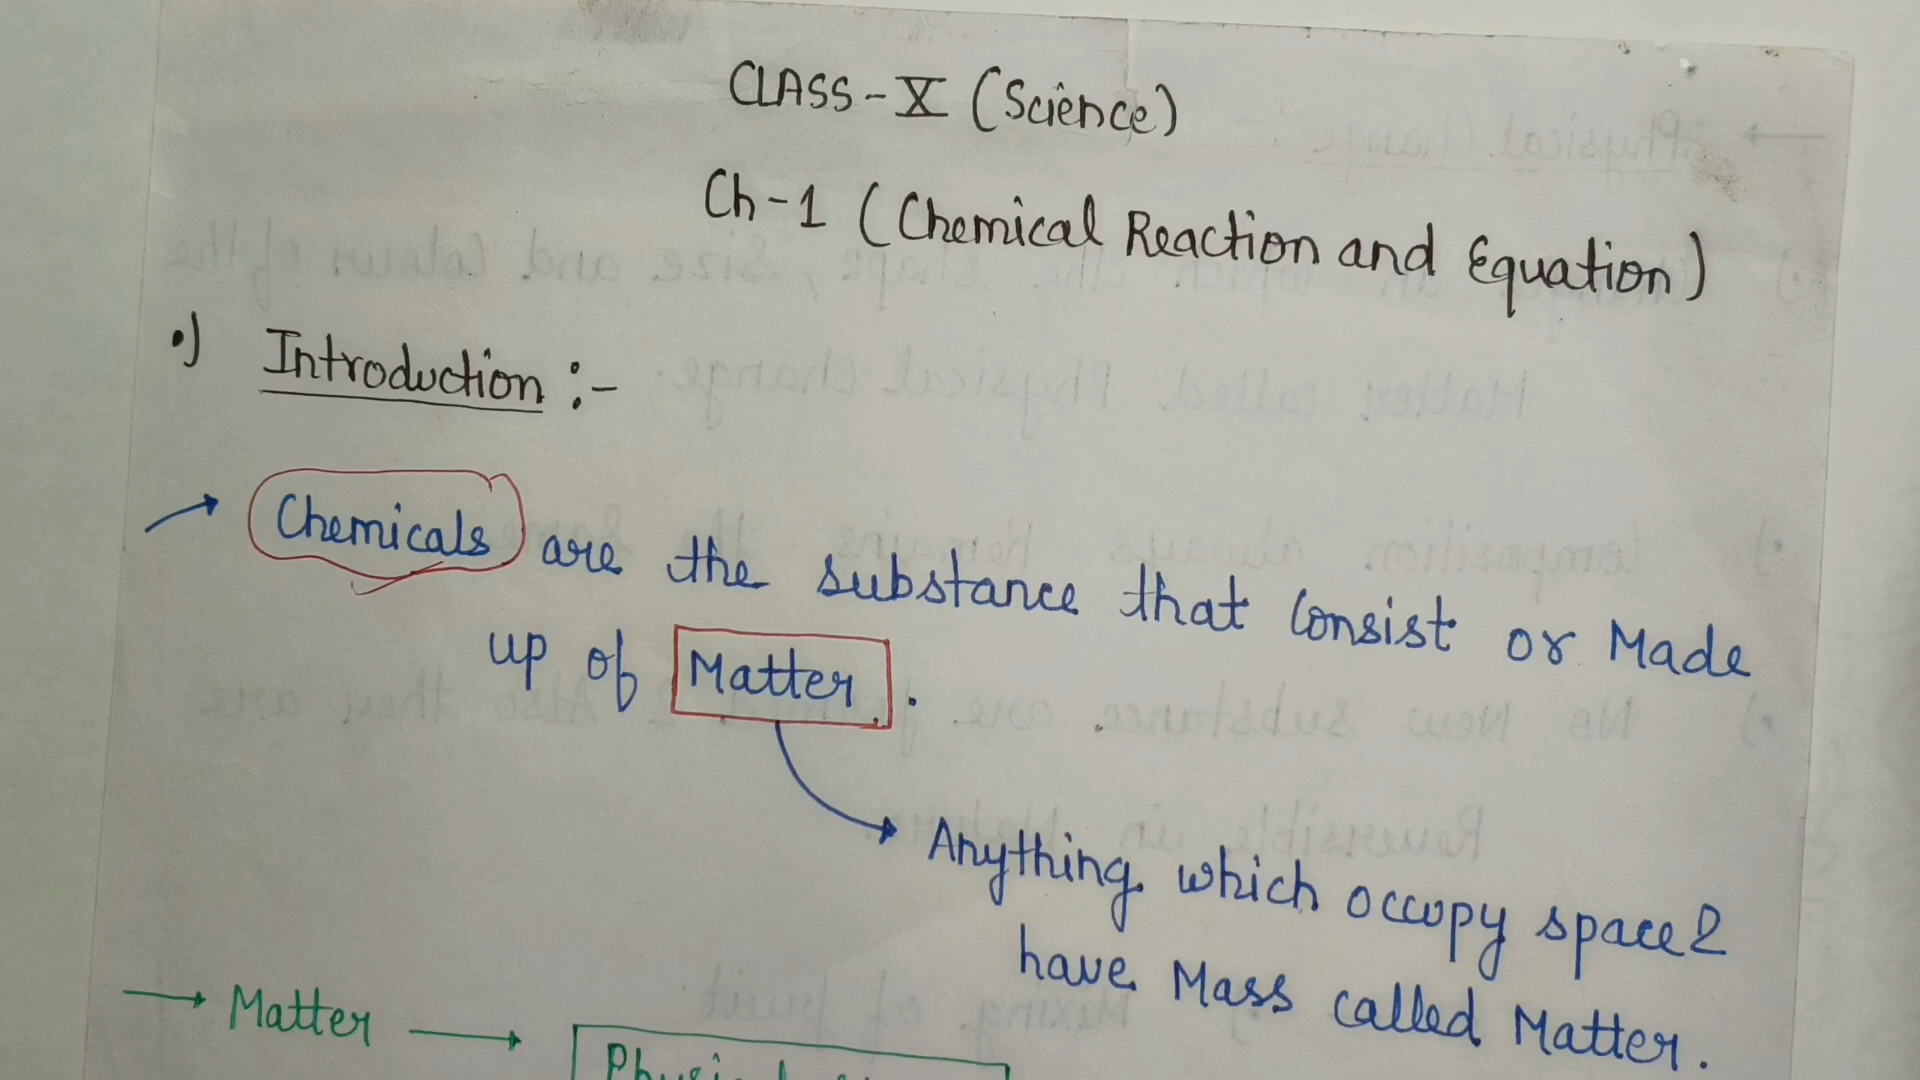 CLASS-X (Science)
Ch-1 (Chemical Reaction and Equation)
•) Introduction :-
→ Chemicals are the substance that Consist or Made
up of Matter.
→ Anything which occupy space &
have Mass called Matter.
→ Matter →